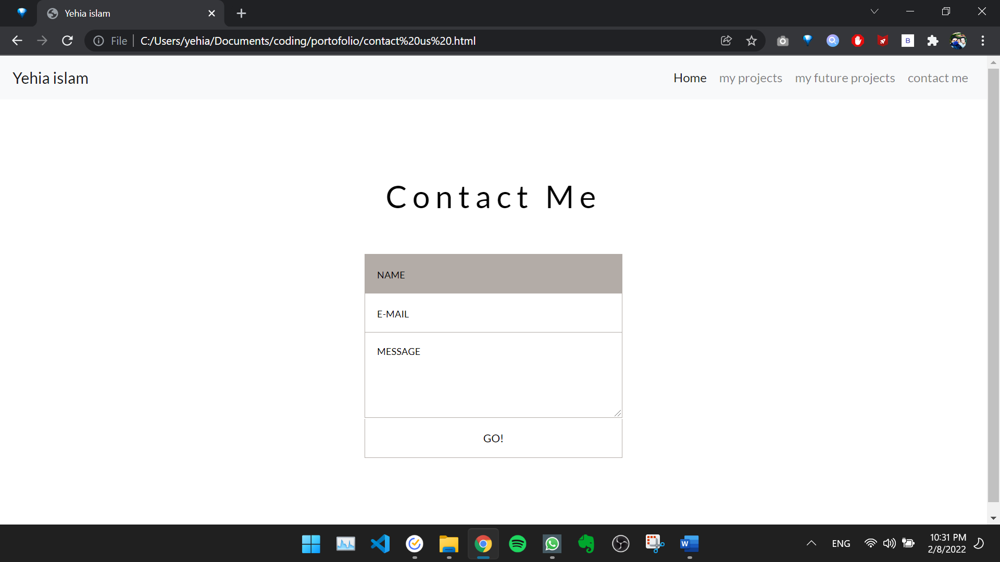 Yehia islam
File
C:/Users/yehia/Documents/coding/portofolio/contact%20us%20.html
B
Yehia islam
Home my projects my future projects contact me
Contact Me
NAME
E-MAIL
MESSAGE
GO!
W
ENG
10:31 PM
2/8/2022